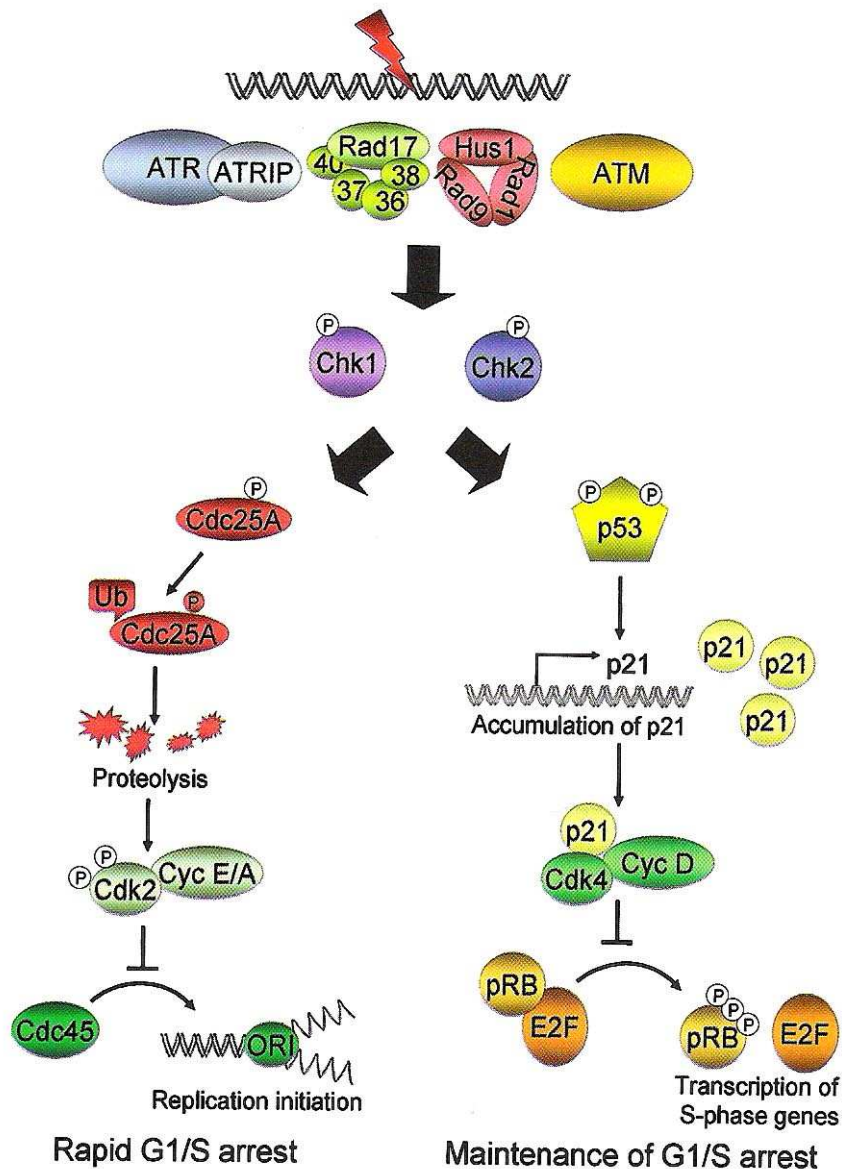 ATR ATRIP
Rad17
40 37 36 38
Hus1
Rad9 Rad1
ATM
P P
Chk1 Chk2
P
Cdc25A
Ub P
Cdc25A
Proteolysis
P P
Cdk2 Cyc E/A
Cdc45
ORI
Replication initiation
Rapid G1/S arrest
P P
p53
p21
Accumulation of p21
p21
p21
p21
p21
Cdk4 Cyc D
pRB
E2F
P P P
pRB E2F
Transcription of
S-phase genes
Maintenance of G1/S arrest